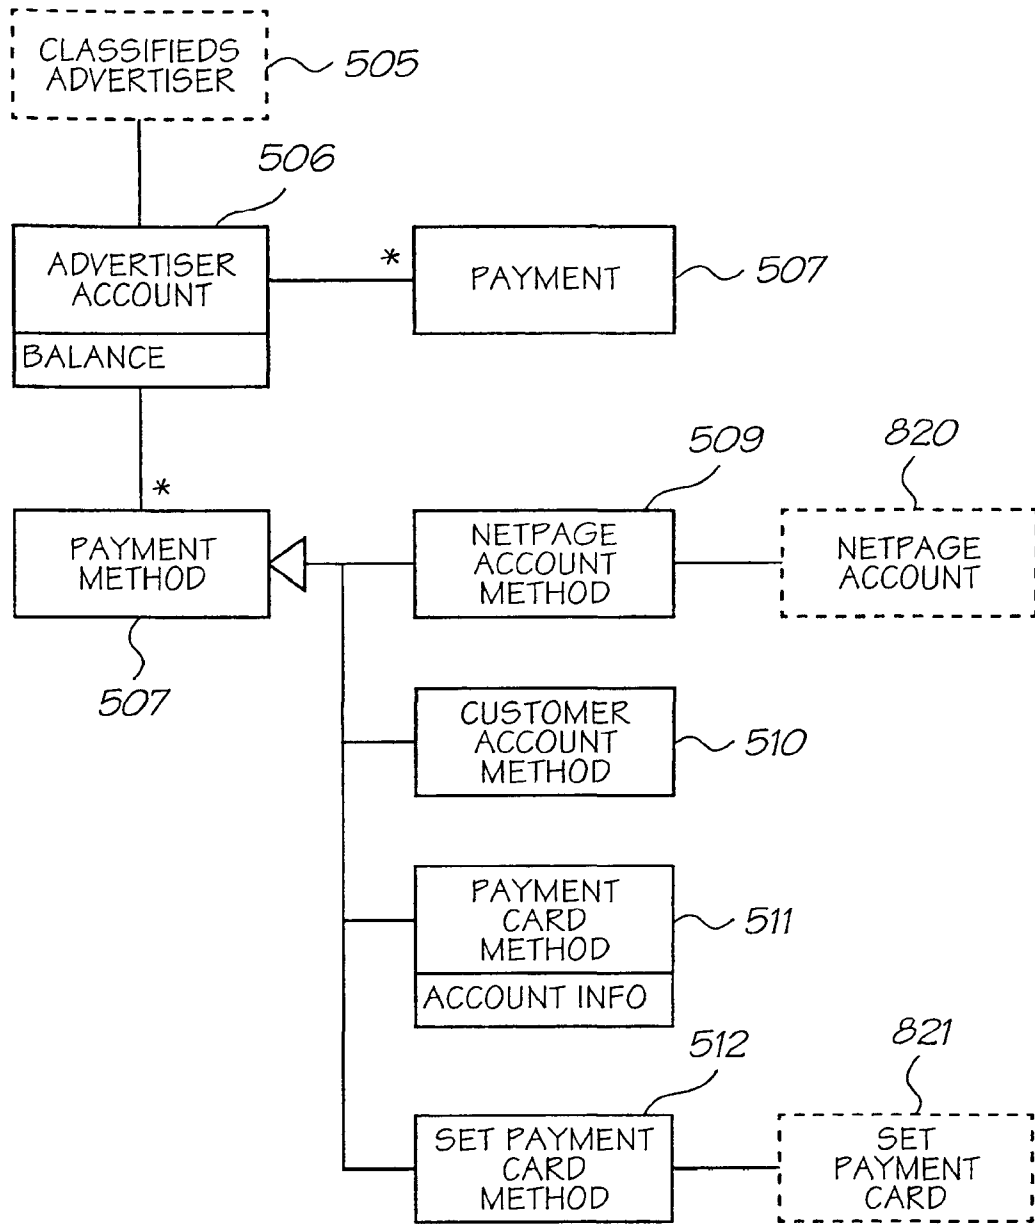 CLASSIFIEDS
ADVERTISER
505
506
ADVERTISER
ACCOUNT
BALANCE
*
PAYMENT
507
*
PAYMENT
METHOD
507
509
NETPAGE
ACCOUNT
METHOD
820
NETPAGE
ACCOUNT
CUSTOMER
ACCOUNT
METHOD
510
PAYMENT
CARD
METHOD
511
ACCOUNT INFO
512
SET PAYMENT
CARD
METHOD
821
SET
PAYMENT
CARD